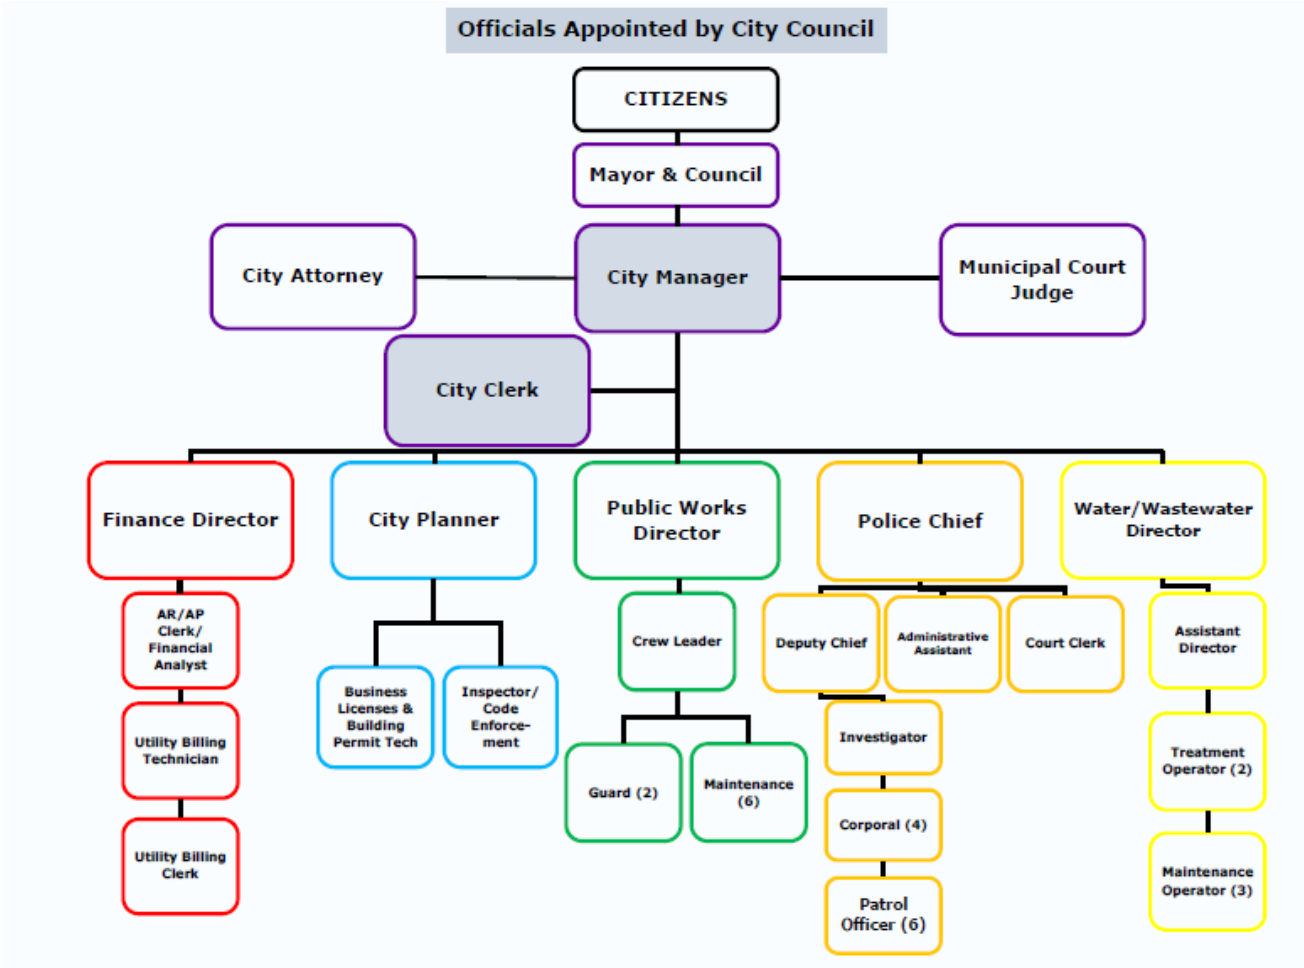 Officials Appointed by City Council
CITIZENS
Mayor & Council
City Attorney
City Manager
Municipal Court
Judge
City Clerk
Finance Director
City Planner
Public Works
Director
Police Chief
Water/Wastewater
Director
AR/AP
Clerk/
Financial
Analyst
Utility Billing
Technician
Utility Billing
Clerk
Business
Licenses &
Building
Permit Tech
Inspector/
Code
Enforce-
ment
Crew Leader
Guard (2)
Maintenance
(6)
Deputy Chief
Administrative
Assistant
Court Clerk
Investigator
Corporal (4)
Patrol
Officer (6)
Assistant
Director
Treatment
Operator (2)
Maintenance
Operator (3)